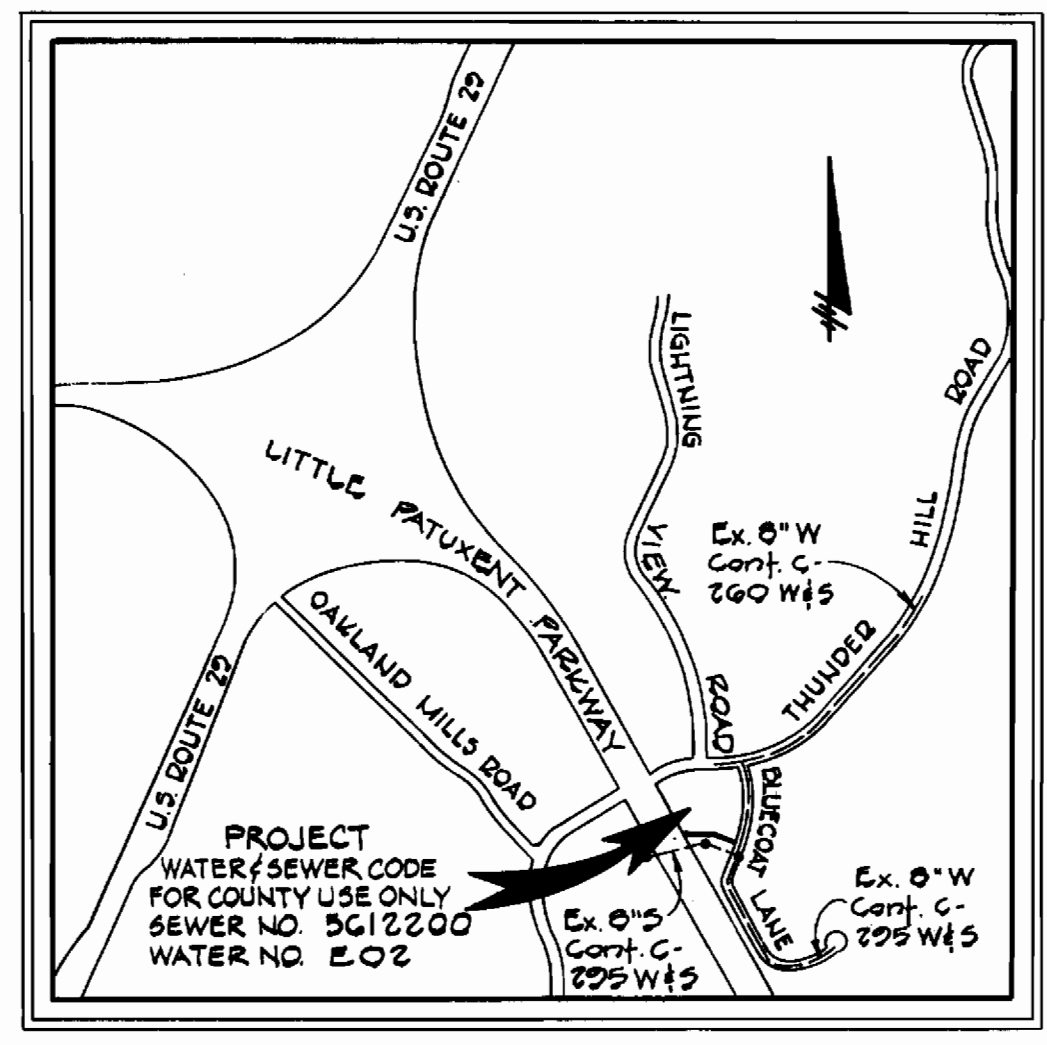 U.S. ROUTE 29
LIGHTNING
VIEW
ROAD
THUNDER
HILL
ROAD
LITTLE PATUXENT PARKWAY
Ex. 8" W
Cont. C-
260 W&S
OAKLAND MILLS ROAD
U.S. ROUTE 29
BLUECOAT LANE
PROJECT
WATER & SEWER CODE
FOR COUNTY USE ONLY
SEWER NO. 5612200
WATER NO. E02
Ex. 8" S
Cont. C-
295 W&S
Ex. 8" W
Cont. C-
295 W&S